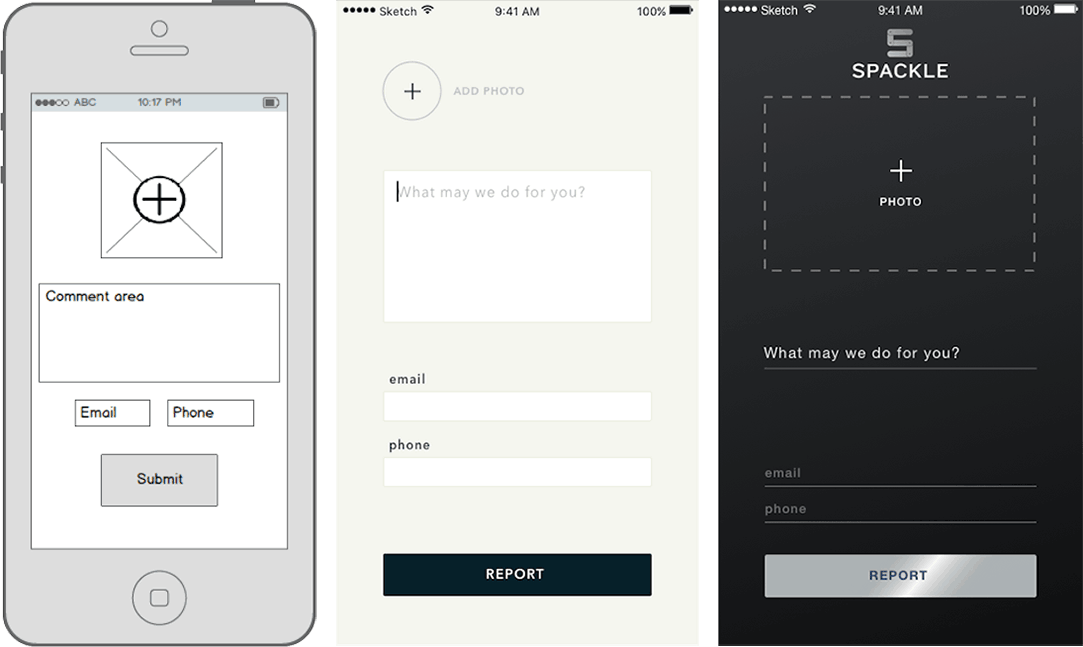 ABC 10:17 PM
Comment area
Email Phone
Submit
Sketch 9:41 AM 100%
ADD PHOTO
What may we do for you?
email
phone
REPORT
Sketch 9:41 AM 100%
S
SPACKLE
PHOTO
What may we do for you?
email
phone
REPORT